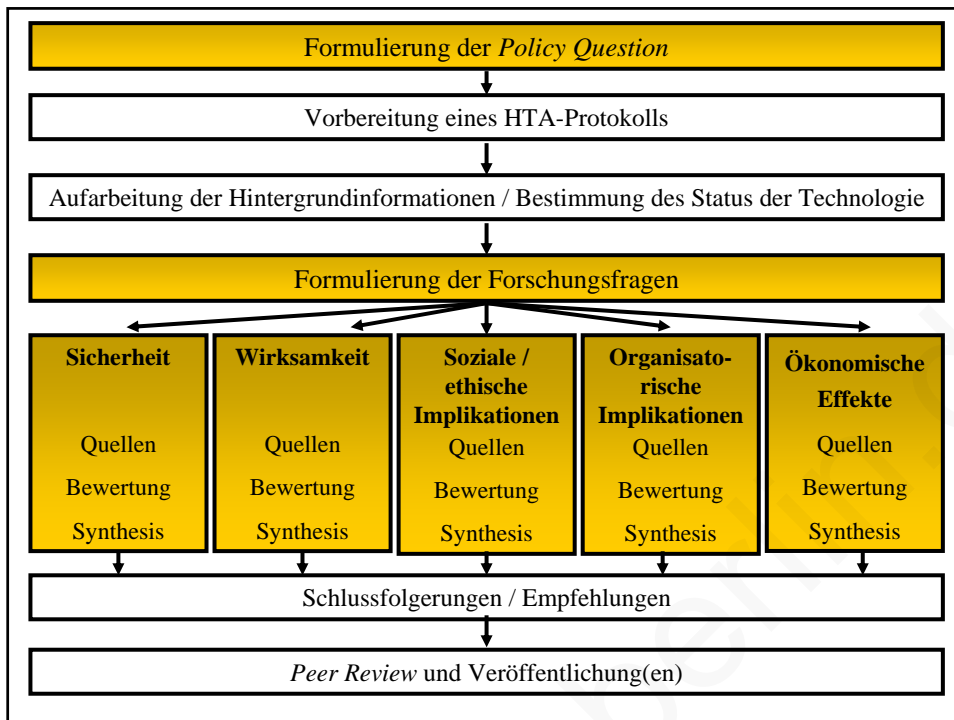 Formulierung der Policy Question
Vorbereitung eines HTA-Protokolls
Aufarbeitung der Hintergrundinformationen / Bestimmung des Status der Technologie
Formulierung der Forschungsfragen
Sicherheit
Quellen
Bewertung
Synthesis
Wirksamkeit
Quellen
Bewertung
Synthesis
Soziale /
ethische
Implikationen
Quellen
Bewertung
Synthesis
Organisato-
rische
Implikationen
Quellen
Bewertung
Synthesis
Ökonomische
Effekte
Quellen
Bewertung
Synthesis
Schlussfolgerungen / Empfehlungen
Peer Review und Veröffentlichung(en)